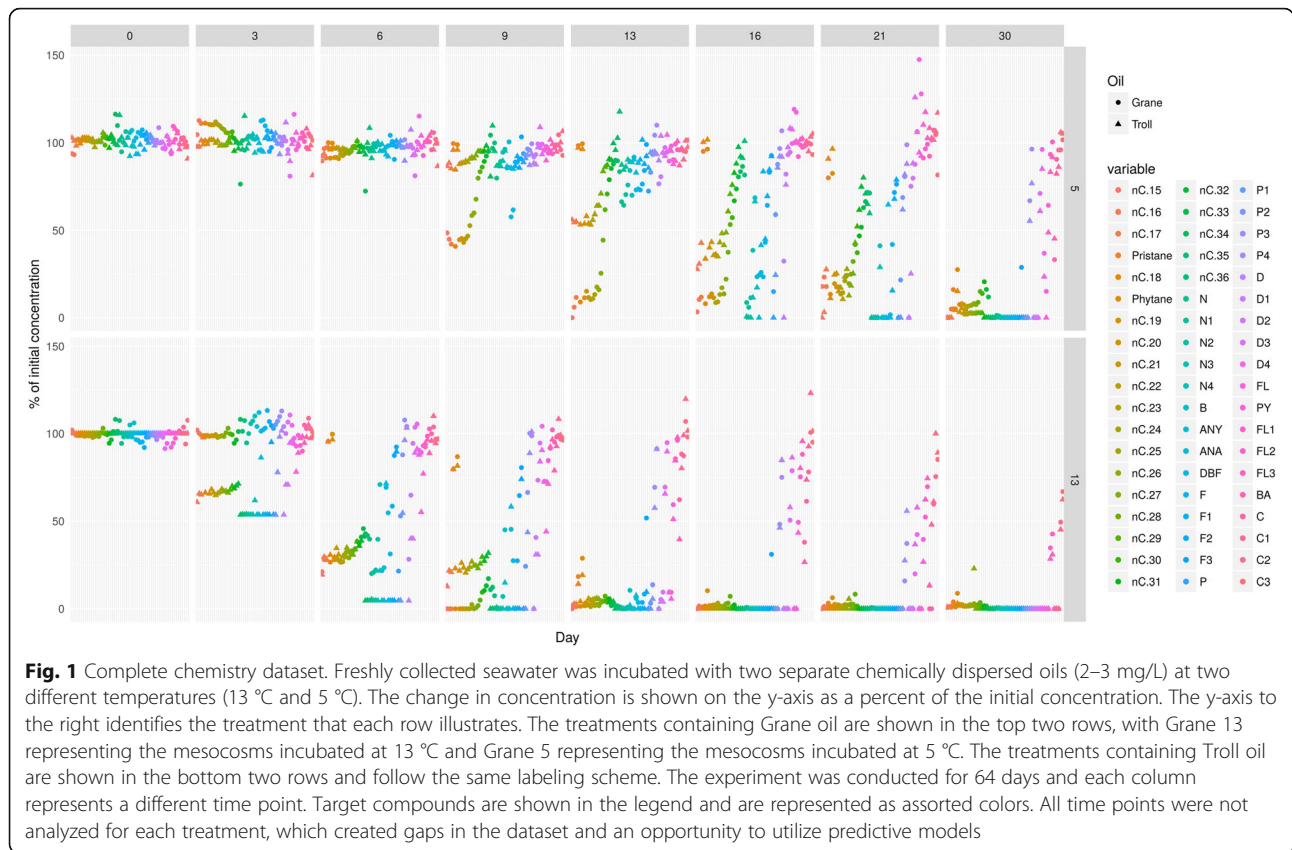 0 3 6 9 13 16 21 30
150
100
50
0
5
150
100
50
0
13
% of initial concentration
Day
Oil
Grane
Troll
variable
nC.15 nC.32 P1
nC.16 nC.33 P2
nC.17 nC.34 P3
Pristane nC.35 P4
nC.18 nC.36 D
Phytane N D1
nC.19 N1 D2
nC.20 N2 D3
nC.21 N3 D4
nC.22 N4 FL
nC.23 B PY
nC.24 ANY FL1
nC.25 ANA FL2
nC.26 DBF FL3
nC.27 F BA
nC.28 F1 C
nC.29 F2 C1
nC.30 F3 C2
nC.31 P C3
Fig. 1 Complete chemistry dataset. Freshly collected seawater was incubated with two separate chemically dispersed oils (2–3 mg/L) at two
different temperatures (13 °C and 5 °C). The change in concentration is shown on the y-axis as a percent of the initial concentration. The y-axis to
the right identifies the treatment that each row illustrates. The treatments containing Grane oil are shown in the top two rows, with Grane 13
representing the mesocosms incubated at 13 °C and Grane 5 representing the mesocosms incubated at 5 °C. The treatments containing Troll oil
are shown in the bottom two rows and follow the same labeling scheme. The experiment was conducted for 64 days and each column
represents a different time point. Target compounds are shown in the legend and are represented as assorted colors. All time points were not
analyzed for each treatment, which created gaps in the dataset and an opportunity to utilize predictive models